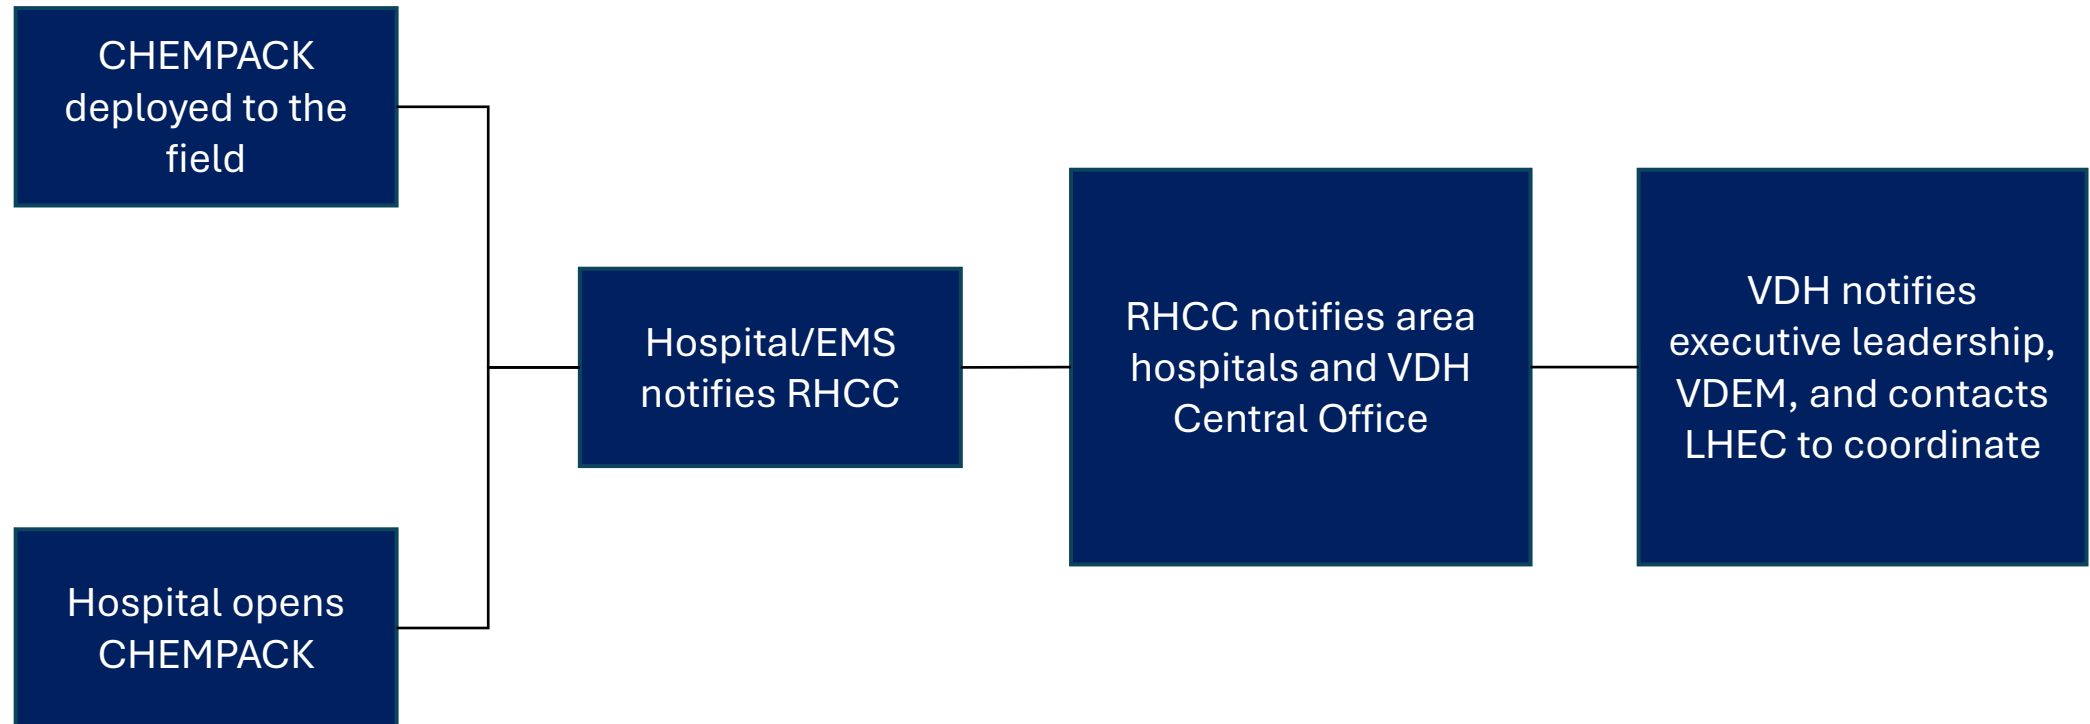 CHEMPACK
deployed to the
field
Hospital opens
CHEMPACK
Hospital/EMS
notifies RHCC
RHCC notifies area
hospitals and VDH
Central Office
VDH notifies
executive leadership,
VDEM, and contacts
LHEC to coordinate